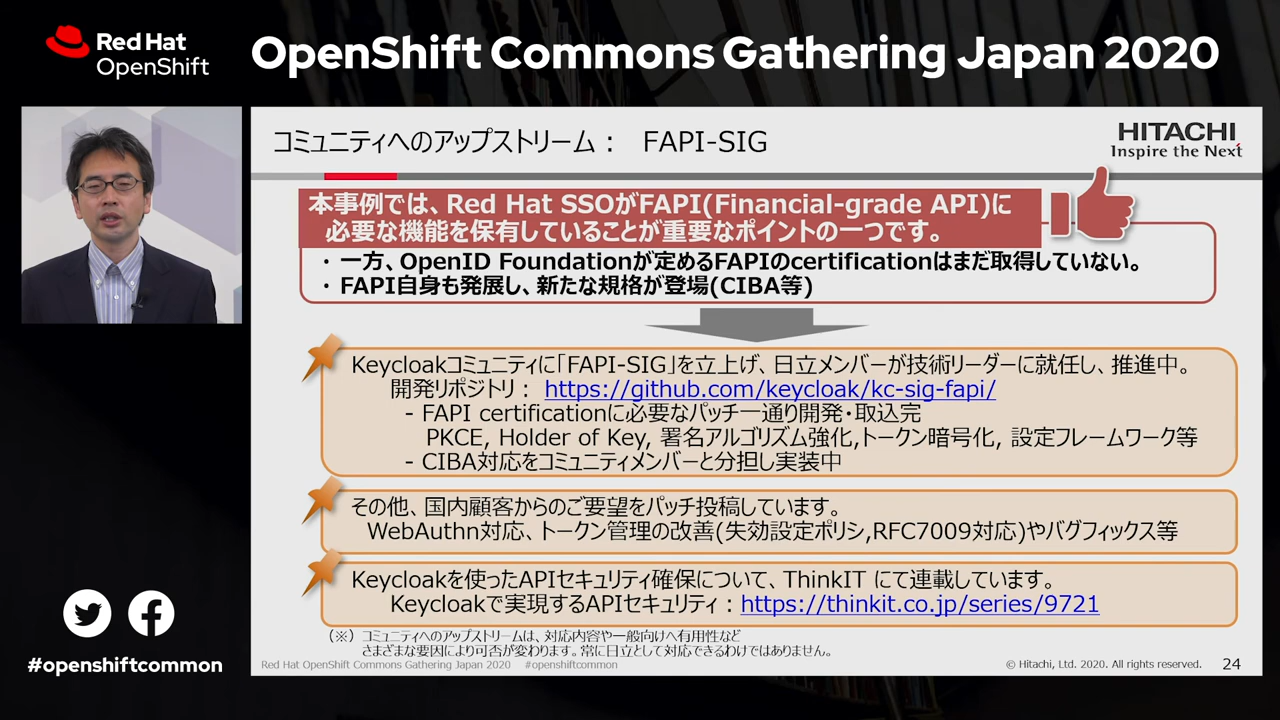 Red Hat
OpenShift
OpenShift Commons Gathering Japan 2020
コミュニティへのアップストリーム： FAPI-SIG
HITACHI
Inspire the Next
本事例では、Red Hat SSOがFAPI(Financial-grade API)に
必要な機能を保有していることが重要なポイントの一つです。
・ 一方、OpenID Foundationが定めるFAPIのcertificationはまだ取得していない。
・ FAPI自身も発展し、新たな規格が登場(CIBA等)
Keycloakコミュニティに「FAPI-SIG」を立上げ、日立メンバーが技術リーダーに就任し、推進中。
開発リポジトリ： https://github.com/keycloak/kc-sig-fapi/
- FAPI certificationに必要なパッチ一通り開発・取込完
PKCE, Holder of Key, 署名アルゴリズム強化,トークン暗号化, 設定フレームワーク等
- CIBA対応をコミュニティメンバーと分担し実装中
その他、国内顧客からのご要望をパッチ投稿しています。
WebAuthn対応、トークン管理の改善(失効設定ポリシ,RFC7009対応)やバグフィックス等
Keycloakを使ったAPIセキュリティ確保について、ThinkIT にて連載しています。
Keycloakで実現するAPIセキュリティ：https://thinkit.co.jp/series/9721
（※）コミュニティへのアップストリームは、対応内容や一般向けへ有用性など
さまざまな要因により可否が変わります。常に日立として対応できるわけではありません。
Red Hat OpenShift Commons Gathering Japan 2020 #openshiftcommon
© Hitachi, Ltd. 2020. All rights reserved. 24
#openshiftcommon